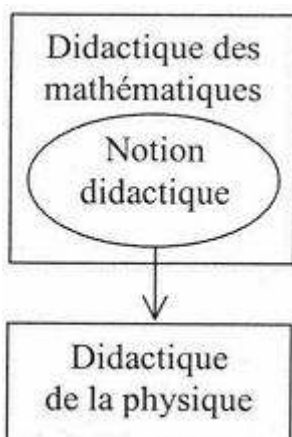 Didactique des
mathématiques
Notion
didactique
Didactique
de la physique